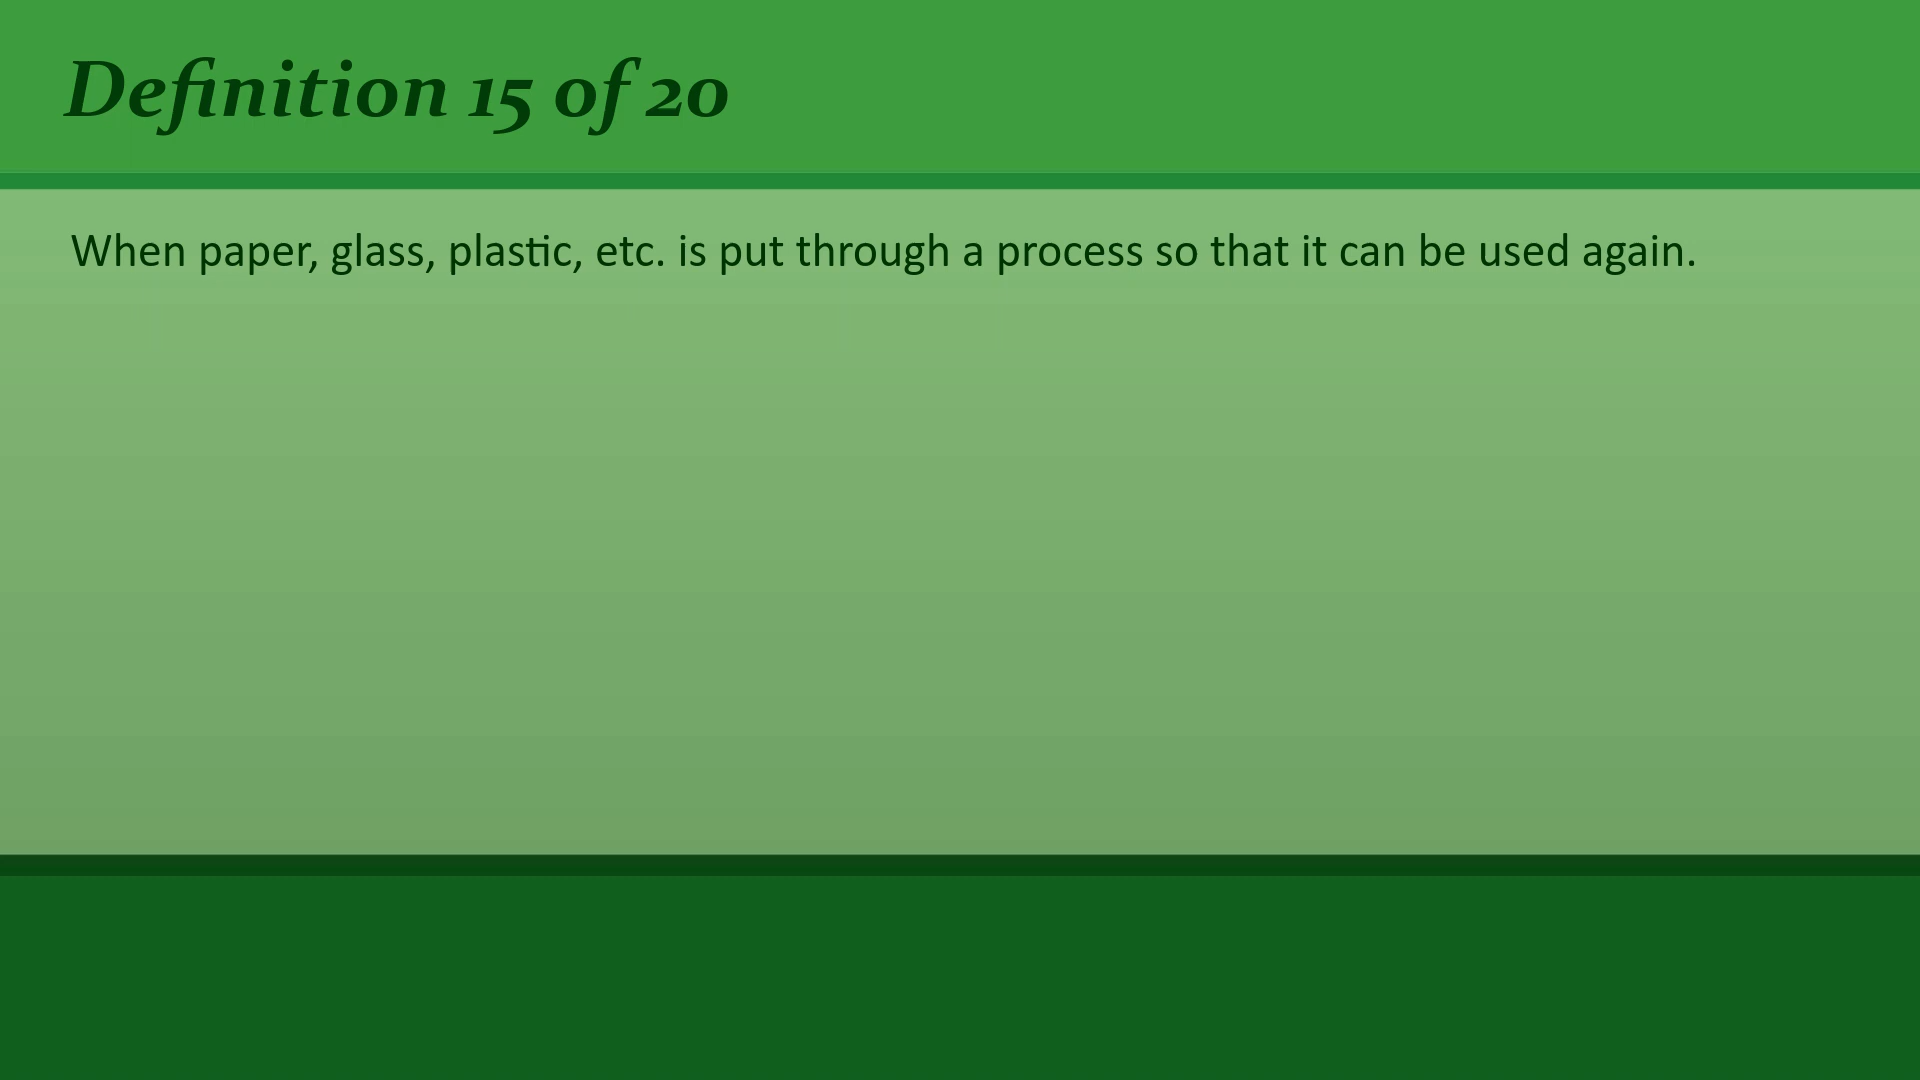 Definition 15 of 20
When paper, glass, plastic, etc. is put through a process so that it can be used again.